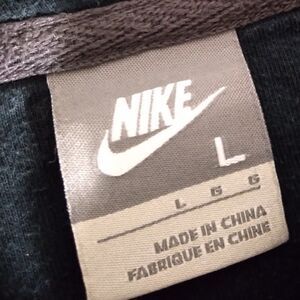 NIKE
L
L G G
MADE IN CHINA
FABRIQUE EN CHINE